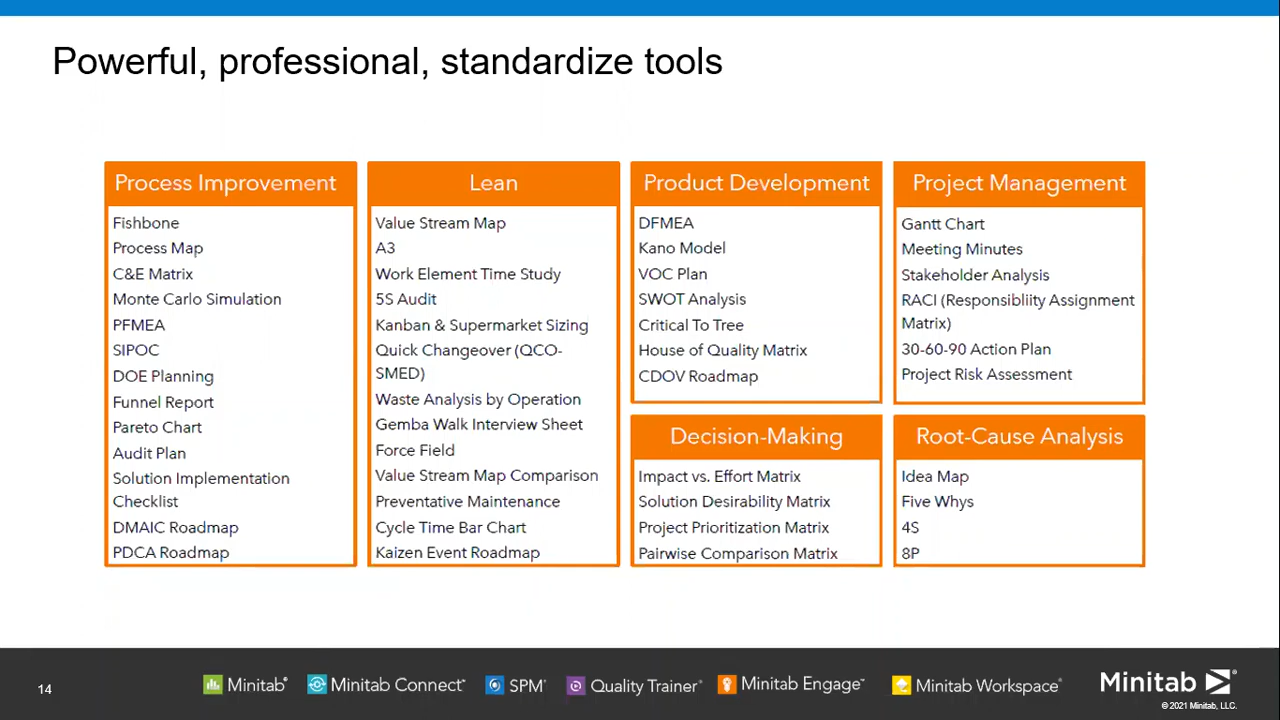 Powerful, professional, standardize tools
Process Improvement
Fishbone
Process Map
C&E Matrix
Monte Carlo Simulation
PFMEA
SIPOC
DOE Planning
Funnel Report
Pareto Chart
Audit Plan
Solution Implementation
Checklist
DMAIC Roadmap
PDCA Roadmap
Lean
Value Stream Map
A3
Work Element Time Study
5S Audit
Kanban & Supermarket Sizing
Quick Changeover (QCO-
SMED)
Waste Analysis by Operation
Gemba Walk Interview Sheet
Force Field
Value Stream Map Comparison
Preventative Maintenance
Cycle Time Bar Chart
Kaizen Event Roadmap
Product Development
DFMEA
Kano Model
VOC Plan
SWOT Analysis
Critical To Tree
House of Quality Matrix
CDOV Roadmap
Project Management
Gantt Chart
Meeting Minutes
Stakeholder Analysis
RACI (Responsibliity Assignment
Matrix)
30-60-90 Action Plan
Project Risk Assessment
Decision-Making
Impact vs. Effort Matrix
Solution Desirability Matrix
Project Prioritization Matrix
Pairwise Comparison Matrix
Root-Cause Analysis
Idea Map
Five Whys
4S
8P
14
Minitab®
Minitab Connect™
SPM®
Quality Trainer®
Minitab Engage™
Minitab Workspace®
Minitab®
© 2021 Minitab, LLC.